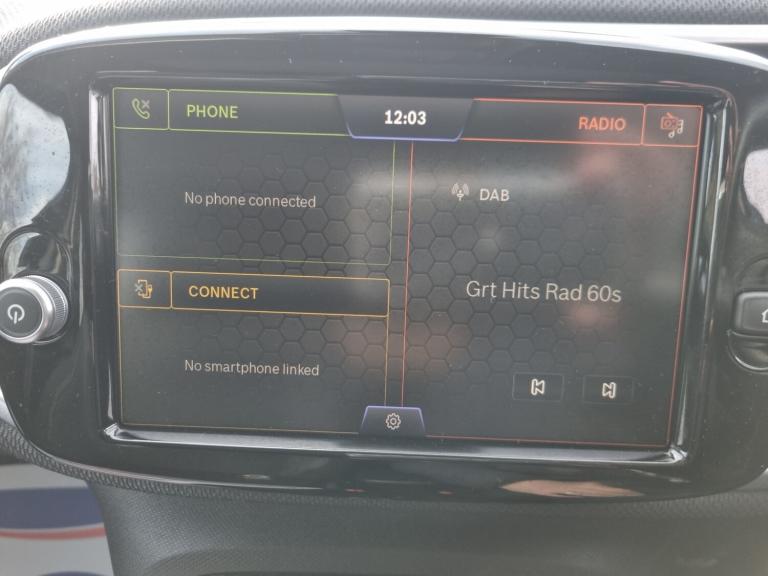 PHONE
12:03
RADIO
No phone connected
DAB
CONNECT
Grt Hits Rad 60s
No smartphone linked